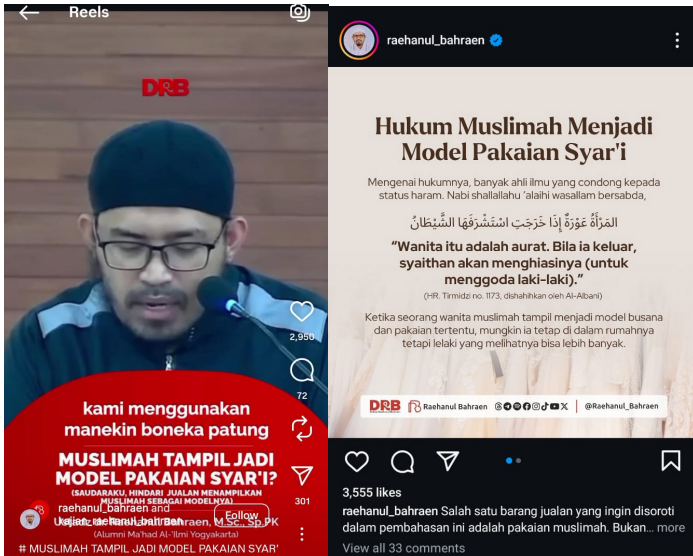 Reels
DRB
kami menggunakan
manekin boneka patung
MUSLIMAH TAMPIL JADI
MODEL PAKAIAN SYAR'I?
(SAUDARAKU, HINDARI JUALAN MENAMPILKAN
MUSLIMAH SEBAGAI MODELNYA)
raehanul_bahraen and
Bahraen, M.Sc., Sp.PK
Follow
(Alumni Ma'had Al-'Ilmi Yogyakarta)
# MUSLIMAH TAMPIL JADI MODEL PAKAIAN SYAR'
2,950
72
301
raehanul_bahraen
Hukum Muslimah Menjadi
Model Pakaian Syar'i
Mengenai hukumnya, banyak ahli ilmu yang condong kepada
status haram. Nabi shallallahu 'alaihi wasallam bersabda,
المَرْأَةُ عَوْرَةٌ إِذَا خَرَجَتِ اسْتَشْرَفَهَا الشَّيْطَانُ
“Wanita itu adalah aurat. Bila ia keluar,
syaithan akan menghiasinya (untuk
menggoda laki-laki).”
(HR. Tirmidzi no. 1173, dishahihkan oleh Al-Albani)
Ketika seorang wanita muslimah tampil menjadi model busana
dan pakaian tertentu, mungkin ia tetap di dalam rumahnya
tetapi lelaki yang melihatnya bisa lebih banyak.
DRB Raehanul Bahraen @Raehanul_Bahraen
3,555 likes
raehanul_bahraen Salah satu barang jualan yang ingin disoroti
dalam pembahasan ini adalah pakaian muslimah. Bukan... more
View all 33 comments